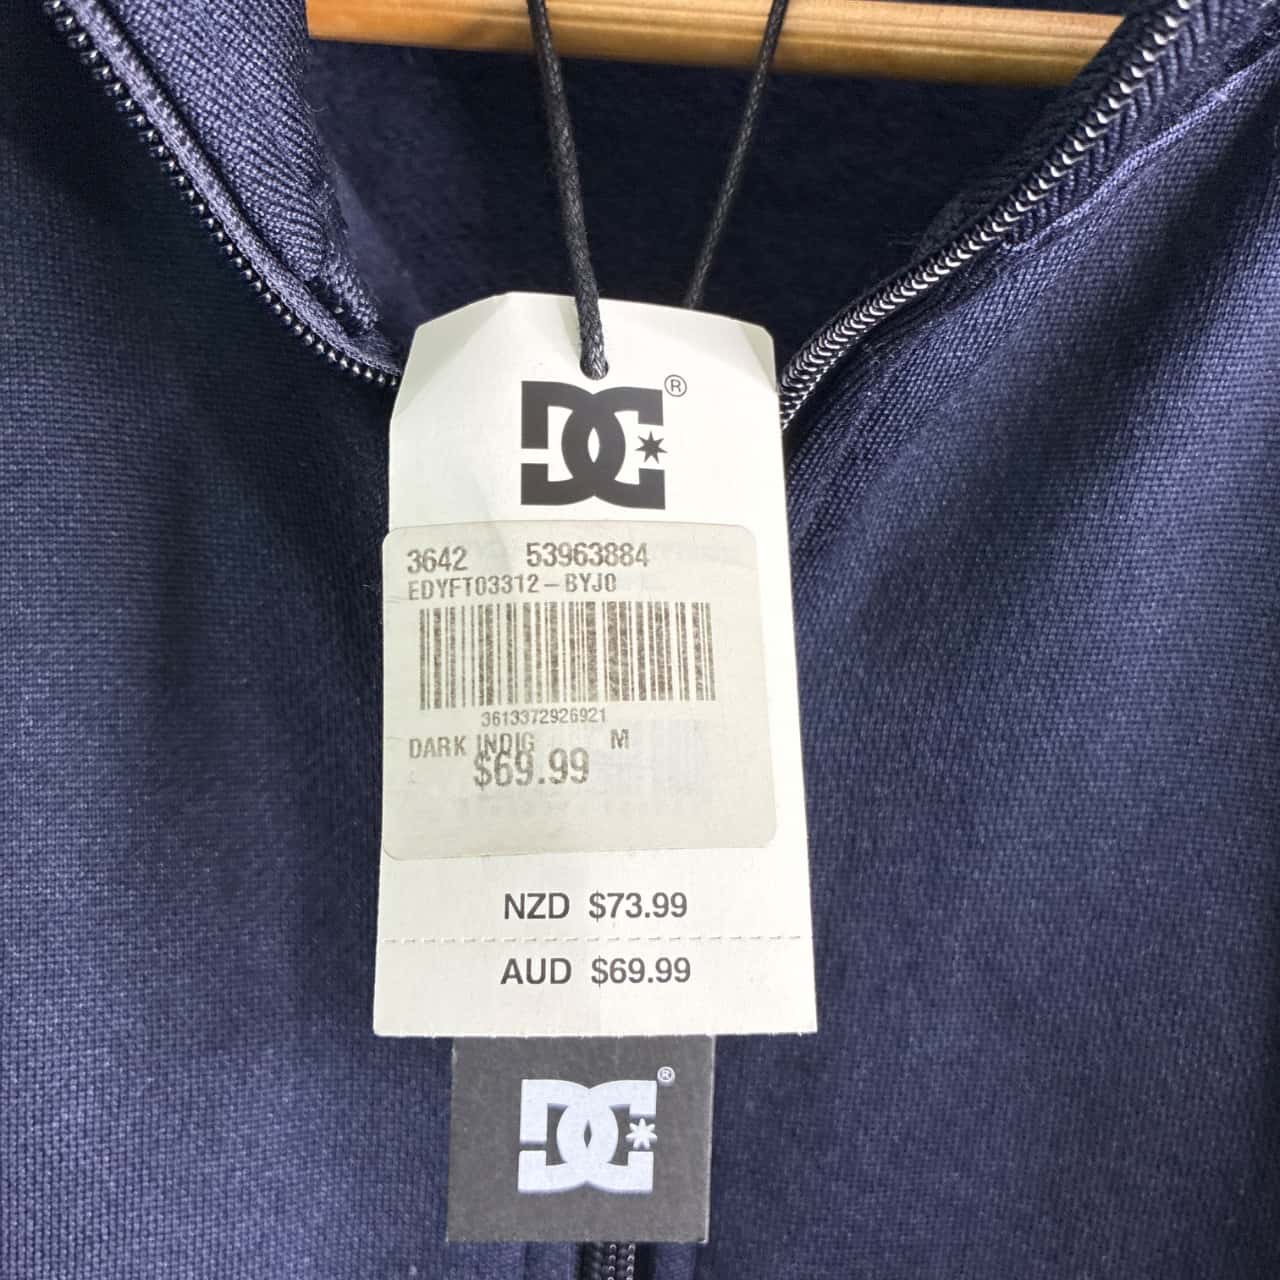 DC®
3642 53963884
EDYFT03312-BYJ0
3613372926921
DARK INDIG M
$69.99
NZD $73.99
AUD $69.99
DC®